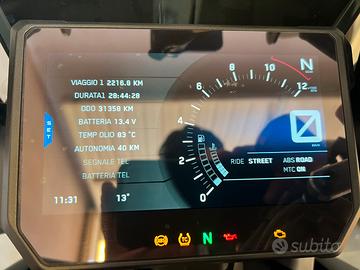 VIAGGIO 1 2216.8 KM
DURATA1 28:44:28
ODO 31358 KM
BATTERIA 13.4 V
TEMP OLIO 83 °C
AUTONOMIA 40 KM
SEGNALE TEL
BATTERIA TEL
SET
11:31
13°
0
2
4
6
8
10
12
N
0
RIDE STREET
ABS ROAD
MTC ON
N
subito